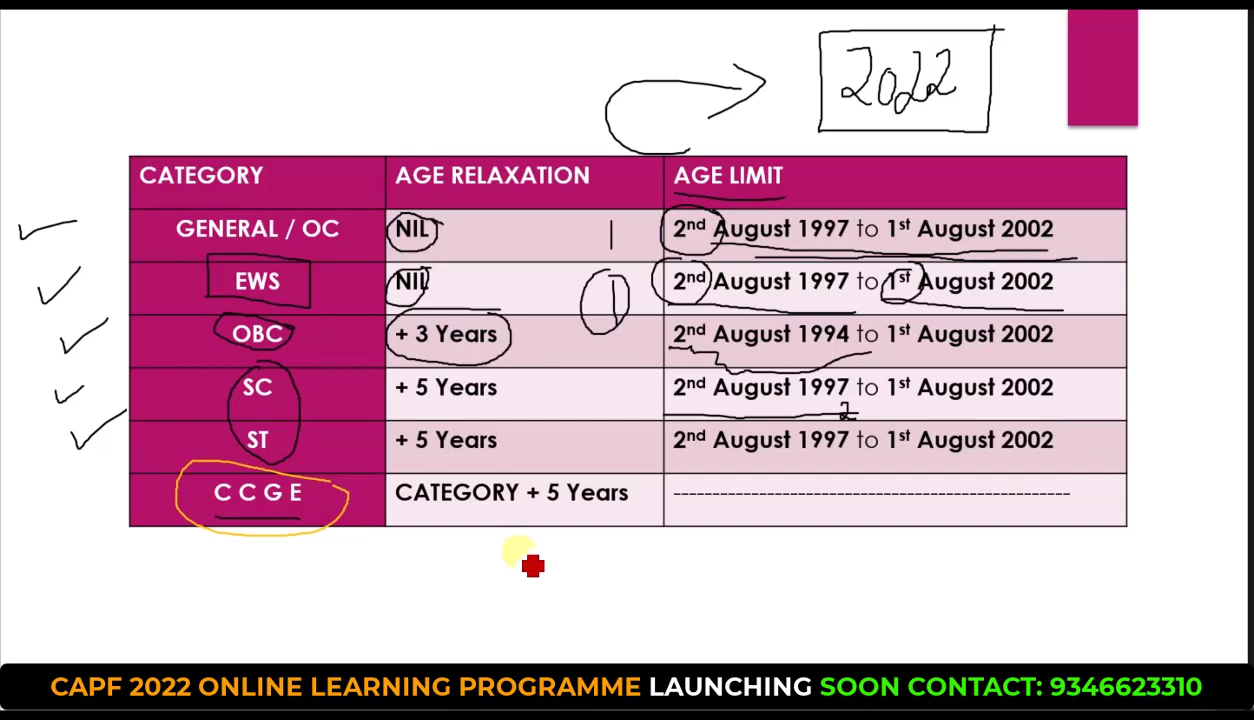 2022
CATEGORY AGE RELAXATION AGE LIMIT
GENERAL / OC NIL 2nd August 1997 to 1st August 2002
EWS NIL 2nd August 1997 to 1st August 2002
OBC + 3 Years 2nd August 1994 to 1st August 2002
SC + 5 Years 2nd August 1997 to 1st August 2002
2
ST + 5 Years 2nd August 1997 to 1st August 2002
C C G E CATEGORY + 5 Years --------------------------------------------------
CAPF 2022 ONLINE LEARNING PROGRAMME LAUNCHING SOON CONTACT: 9346623310